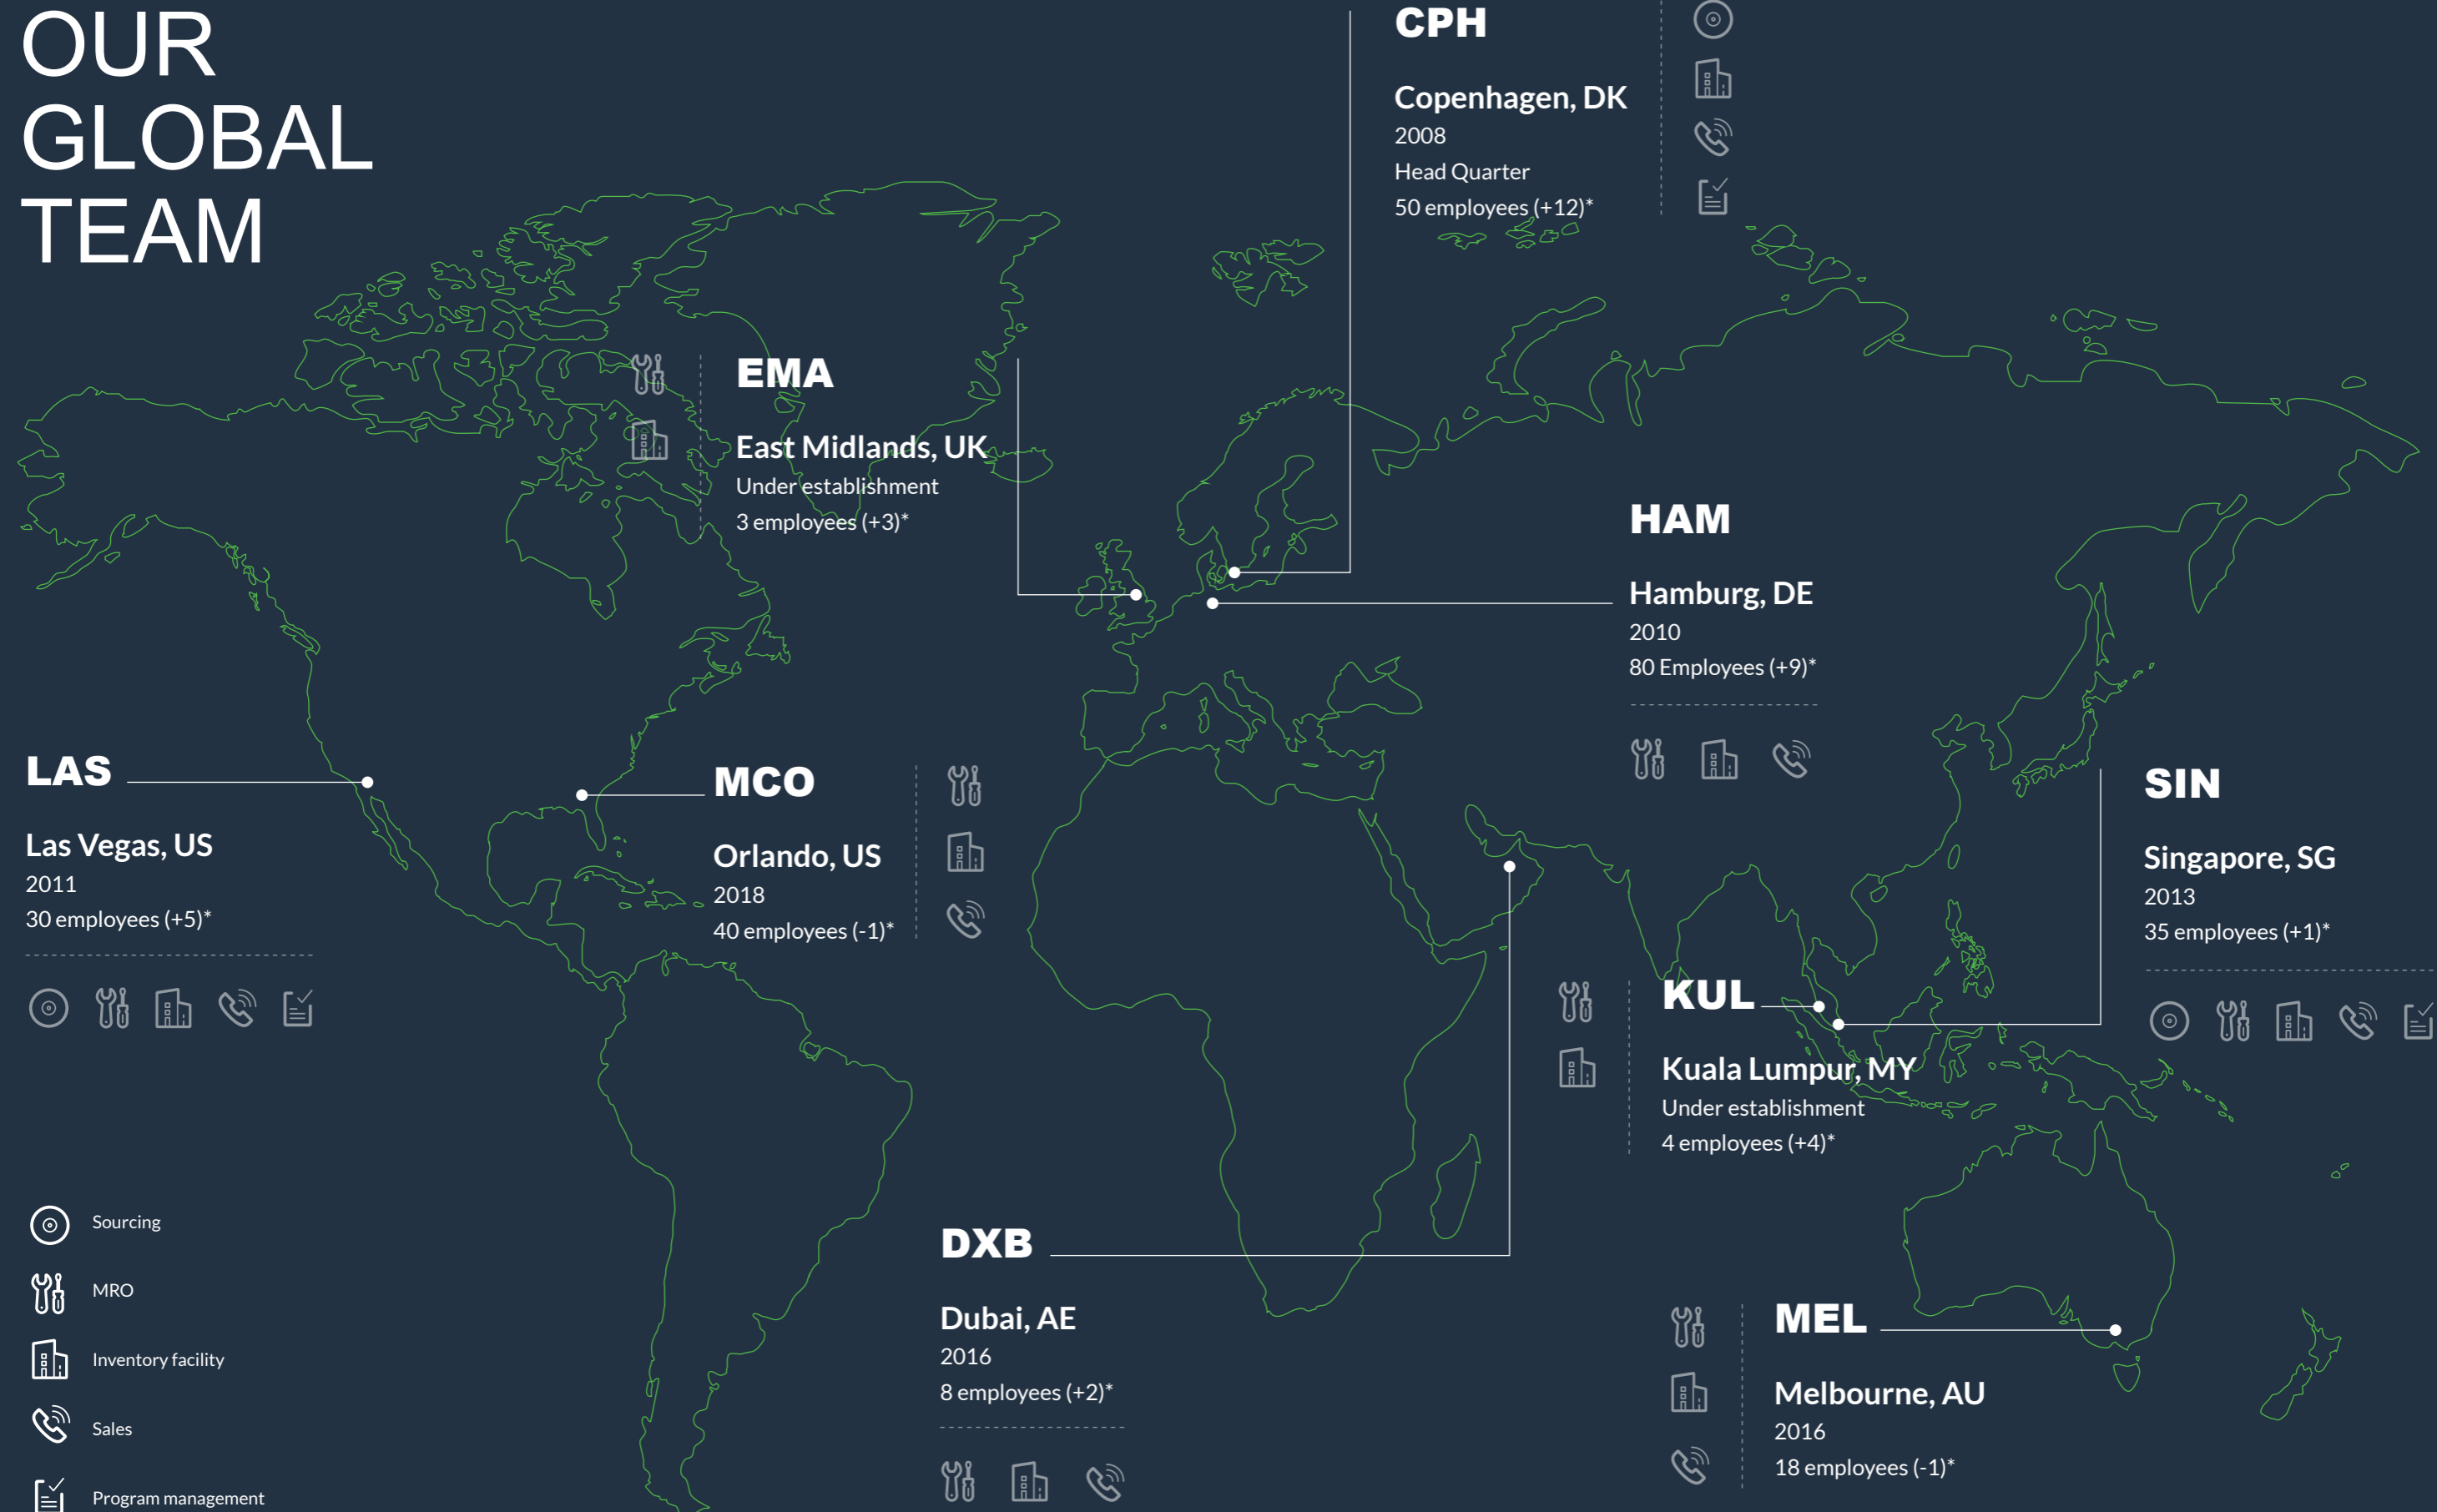 OUR
GLOBAL
TEAM
CPH
Copenhagen, DK
2008
Head Quarter
50 employees (+12)*
EMA
East Midlands, UK
Under establishment
3 employees (+3)*
HAM
Hamburg, DE
2010
80 Employees (+9)*
LAS
Las Vegas, US
2011
30 employees (+5)*
MCO
Orlando, US
2018
40 employees (-1)*
SIN
Singapore, SG
2013
35 employees (+1)*
KUL
Kuala Lumpur, MY
Under establishment
4 employees (+4)*
DXB
Dubai, AE
2016
8 employees (+2)*
MEL
Melbourne, AU
2016
18 employees (-1)*
Sourcing
MRO
Inventory facility
Sales
Program management